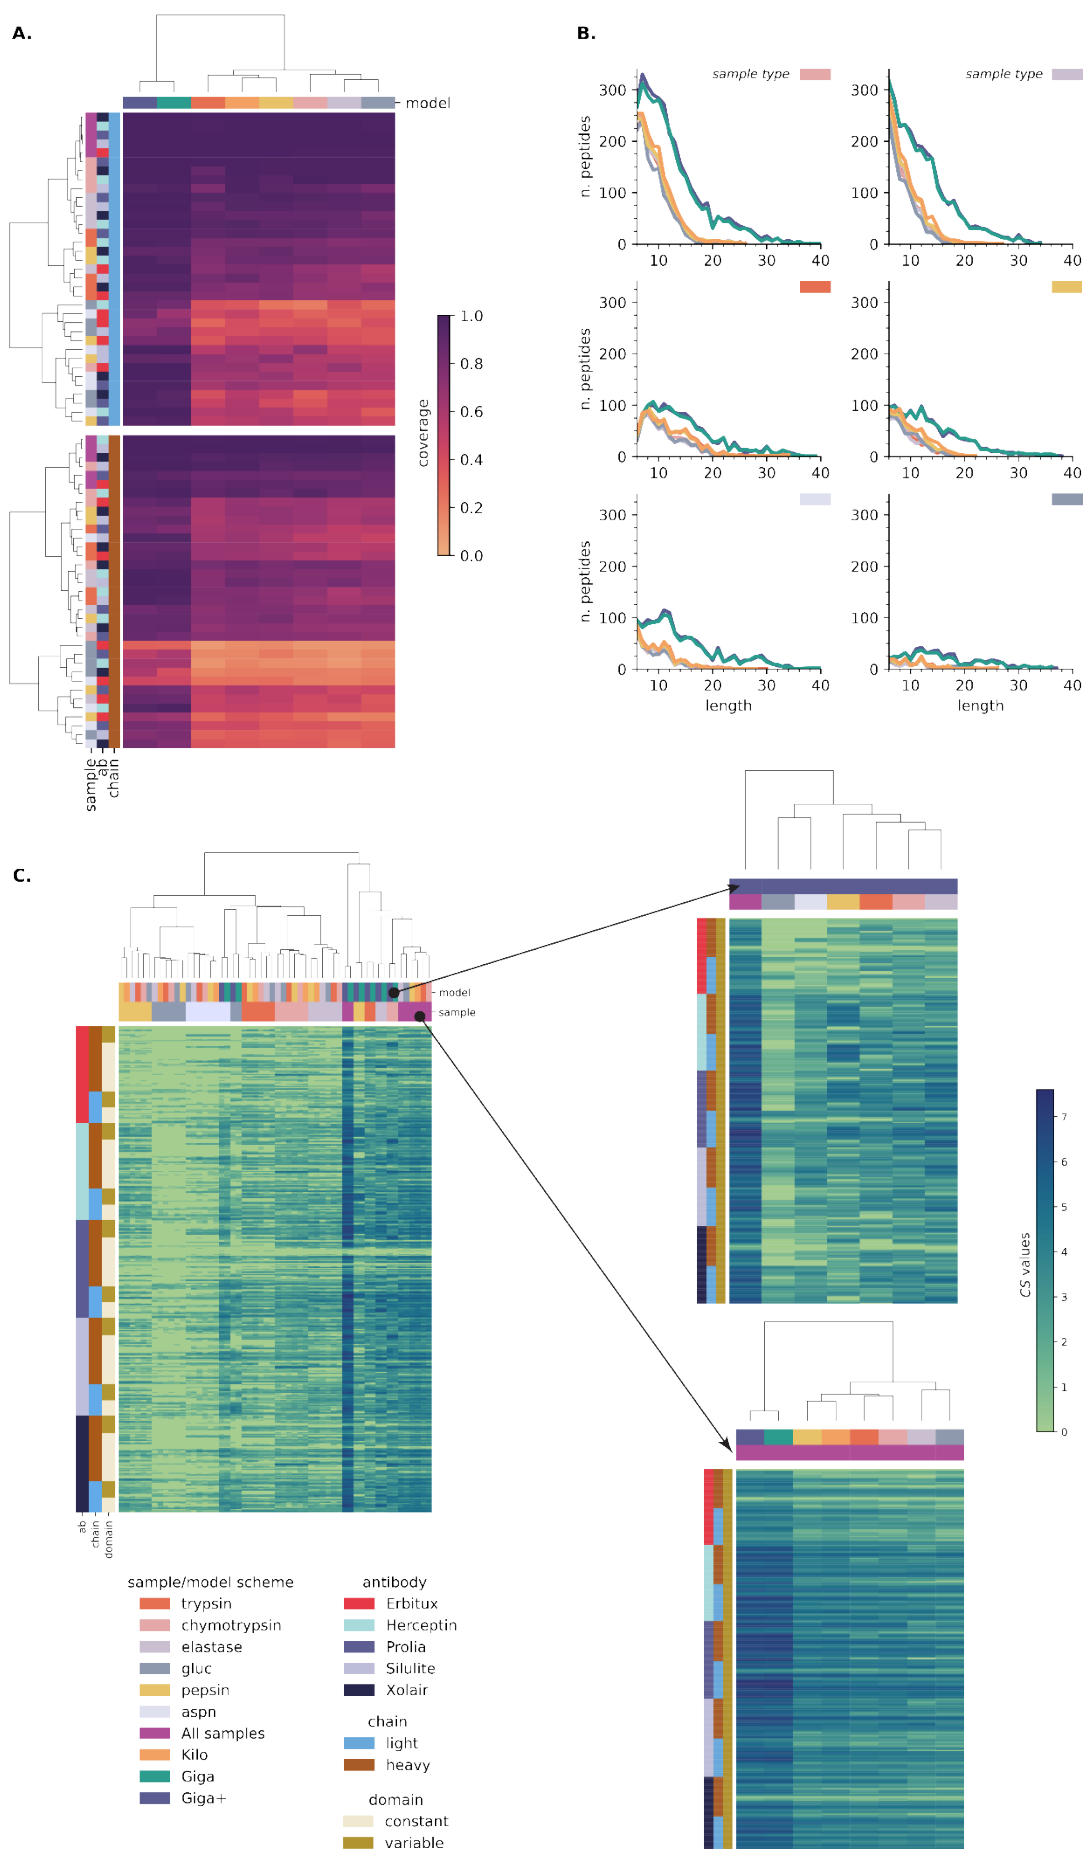 A.
model
coverage
1.0
0.8
0.6
0.4
0.2
0.0
sample
ab
chain
B.
sample type
sample type
n. peptides
300
200
100
0
10
20
30
40
10
20
30
40
n. peptides
300
200
100
0
10
20
30
40
300
200
100
0
10
20
30
40
n. peptides
300
200
100
0
10
20
30
40
length
300
200
100
0
10
20
30
40
length
C.
model
sample
ab
chain
domain
CS values
7
6
5
4
3
2
1
0
sample/model scheme
trypsin
chymotrypsin
elastase
gluc
pepsin
aspn
All samples
Kilo
Giga
Giga+
antibody
Erbitux
Herceptin
Prolia
Silulite
Xolair
chain
light
heavy
domain
constant
variable